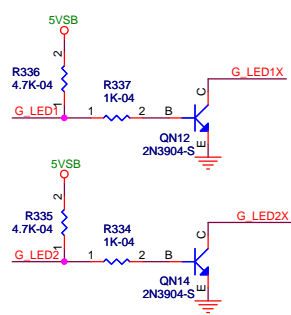 5VSB
2
R336
4.7K-04
1
R337
1K-04
G_LED1
1
2
B
C
E
G_LED1X
QN12
2N3904-S
5VSB
2
R335
4.7K-04
1
R334
1K-04
G_LED2
1
2
B
C
E
G_LED2X
QN14
2N3904-S